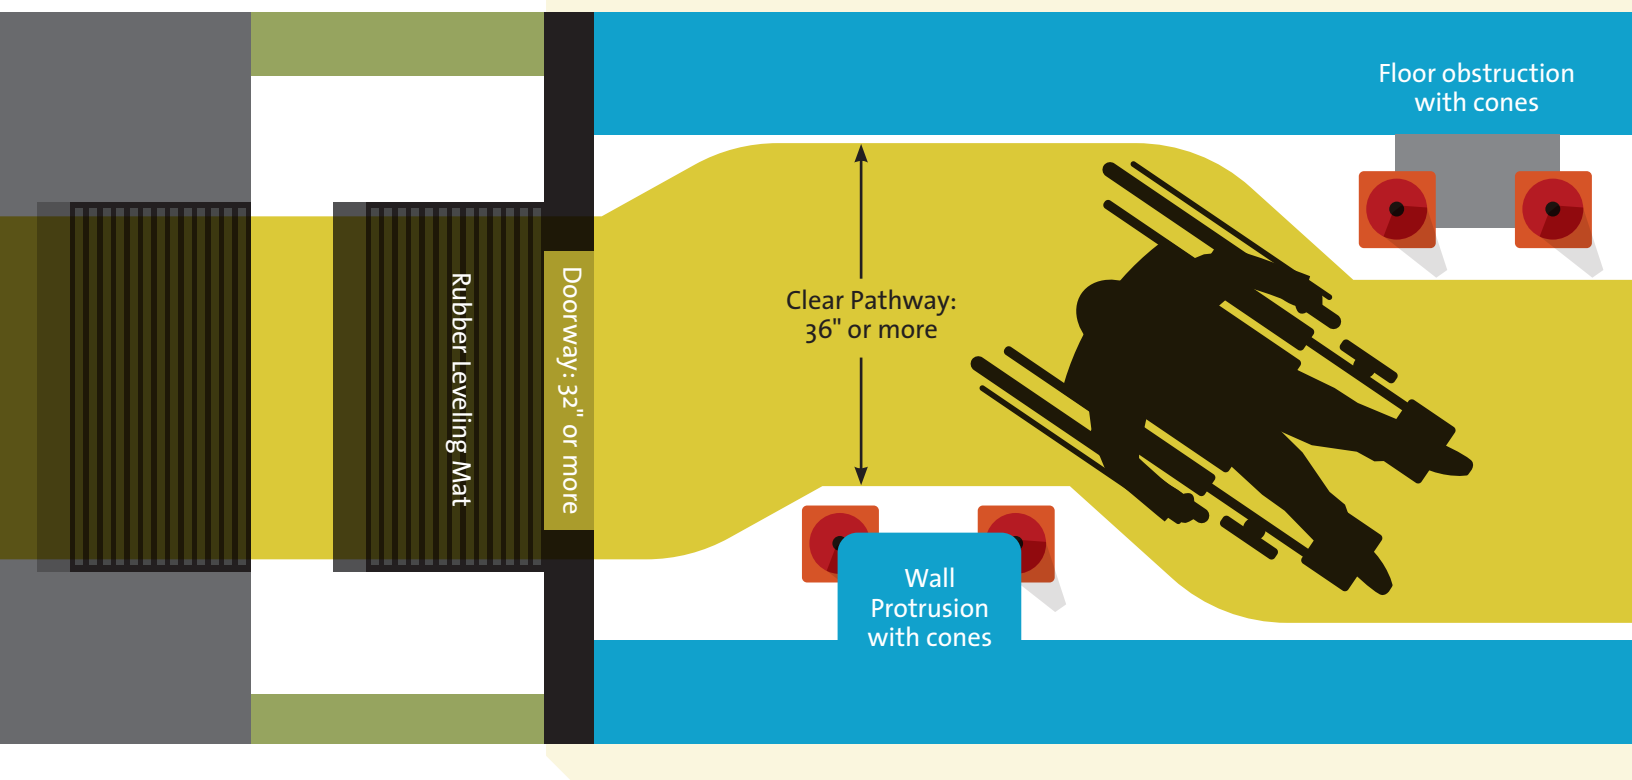 Floor obstruction
with cones
Rubber Leveling Mat
Doorway: 32" or more
Clear Pathway:
36" or more
Wall
Protrusion
with cones